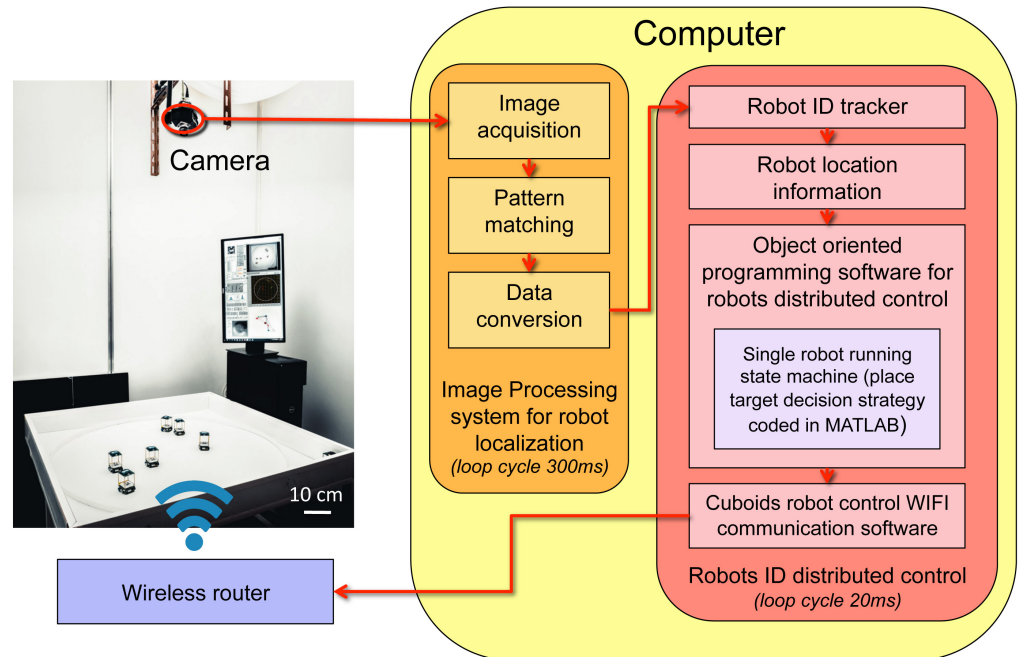 Computer
Camera
10 cm
Wireless router
Image
acquisition
Pattern
matching
Data
conversion
Image Processing
system for robot
localization
(loop cycle 300ms)
Robot ID tracker
Robot location
information
Object oriented
programming software for
robots distributed control
Single robot running
state machine (place
target decision strategy
coded in MATLAB)
Cuboids robot control WIFI
communication software
Robots ID distributed control
(loop cycle 20ms)